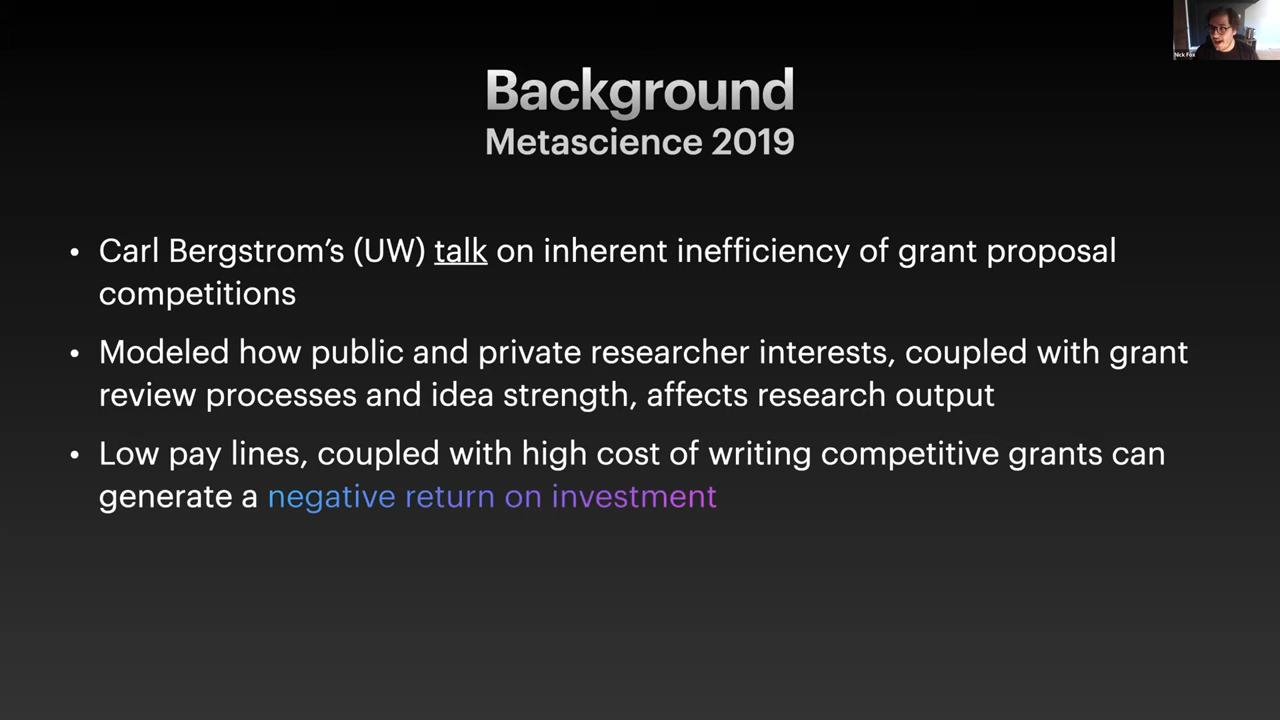 Background
Metascience 2019
• Carl Bergstrom’s (UW) talk on inherent inefficiency of grant proposal
competitions
• Modeled how public and private researcher interests, coupled with grant
review processes and idea strength, affects research output
• Low pay lines, coupled with high cost of writing competitive grants can
generate a negative return on investment
Nick Fox